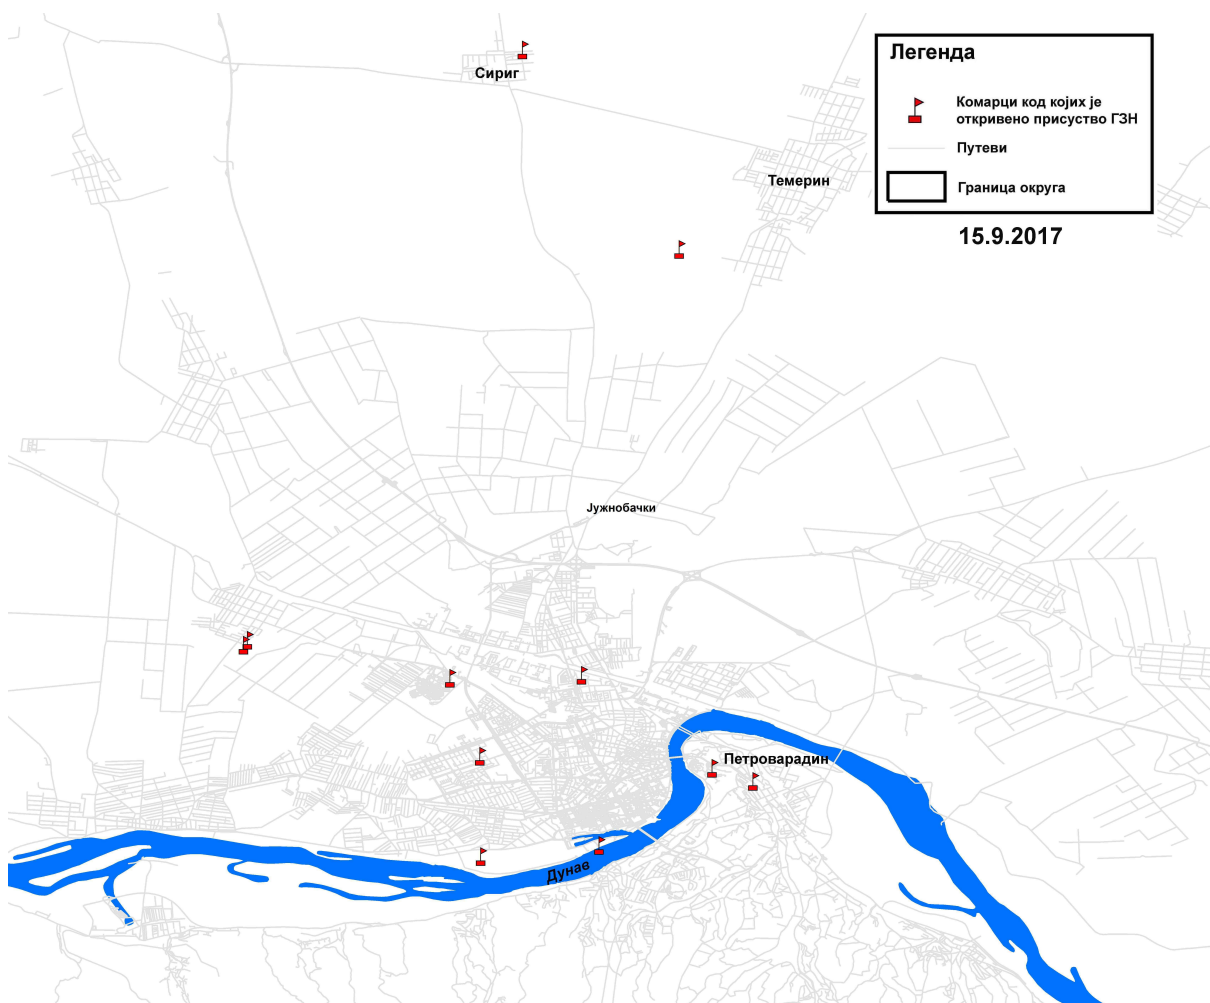 Легенда
Комарци код којих је
откривено присуство ГЗН
Путеви
Граница округа
15.9.2017
Сириг
Темерин
Јужнобачки
Петроварадин
Дунав